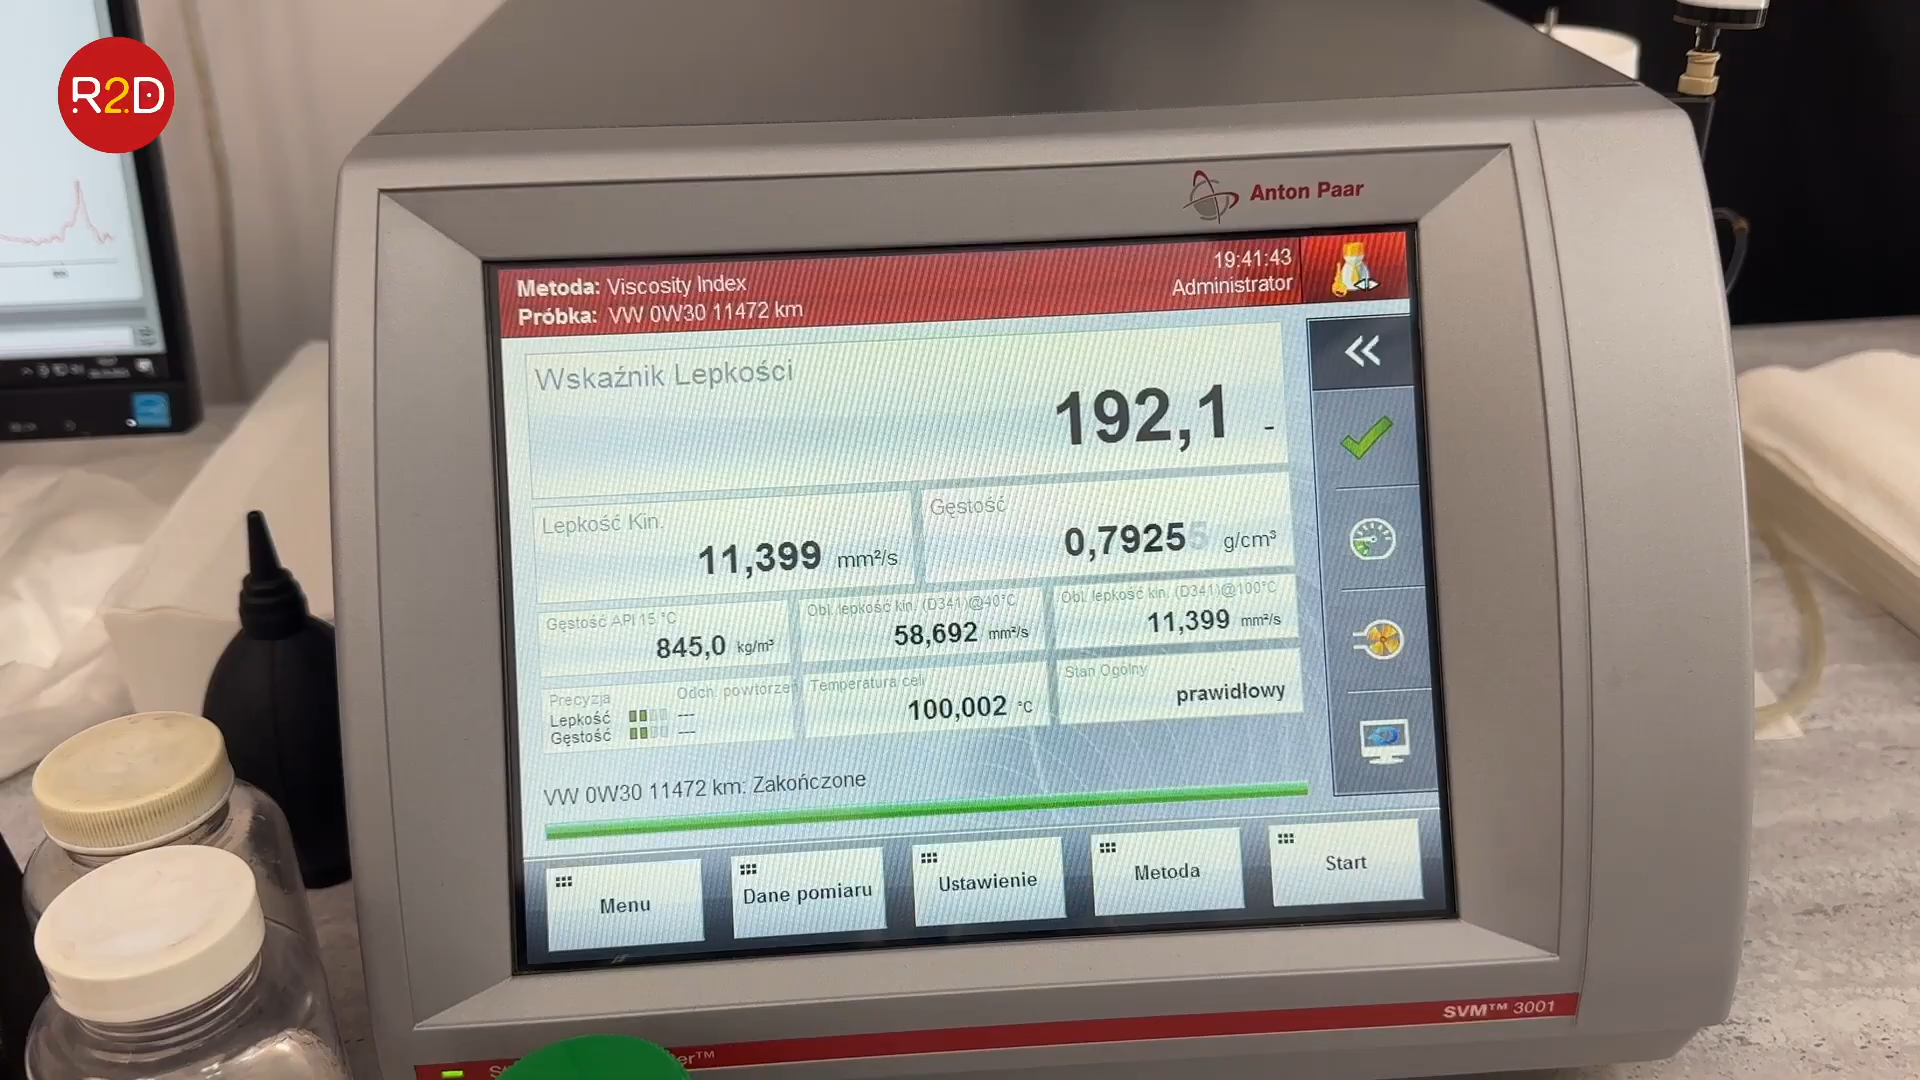 R2D
Anton Paar
Metoda: Viscosity Index
Próbka: VW 0W30 11472 km
19:41:43
Administrator
Wskaźnik Lepkości
192,1 -
Lepkość Kin.
11,399 mm²/s
Gęstość
0,79255 g/cm³
Gęstość API 15 °C
845,0 kg/m³
Obl. lepkość kin. (D341)@40°C
58,692 mm²/s
Obl. lepkość kin. (D341)@100°C
11,399 mm²/s
Precyzja Odch. powtórzeń
Lepkość ---
Gęstość ---
Temperatura celi
100,002 °C
Stan Ogólny
prawidłowy
VW 0W30 11472 km: Zakończone
Menu
Dane pomiaru
Ustawienie
Metoda
Start
SVM™ 3001